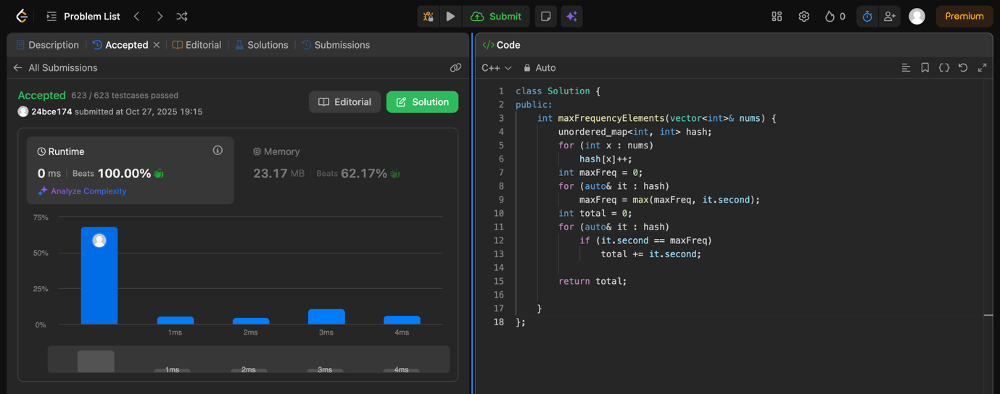 Problem List
Submit
0
Premium
Description
Accepted
Editorial
Solutions
Submissions
All Submissions
Accepted 623 / 623 testcases passed
24bce174 submitted at Oct 27, 2025 19:15
Editorial
Solution
Runtime
0 ms Beats 100.00%
Analyze Complexity
Memory
23.17 MB Beats 62.17%
75%
50%
25%
0%
1ms 2ms 3ms 4ms
1ms 2ms 3ms 4ms
</> Code
C++ Auto
1 class Solution {
2 public:
3 int maxFrequencyElements(vector<int>& nums) {
4 unordered_map<int, int> hash;
5 for (int x : nums)
6 hash[x]++;
7 int maxFreq = 0;
8 for (auto& it : hash)
9 maxFreq = max(maxFreq, it.second);
10 int total = 0;
11 for (auto& it : hash)
12 if (it.second == maxFreq)
13 total += it.second;
14
15 return total;
16
17 }
18 };